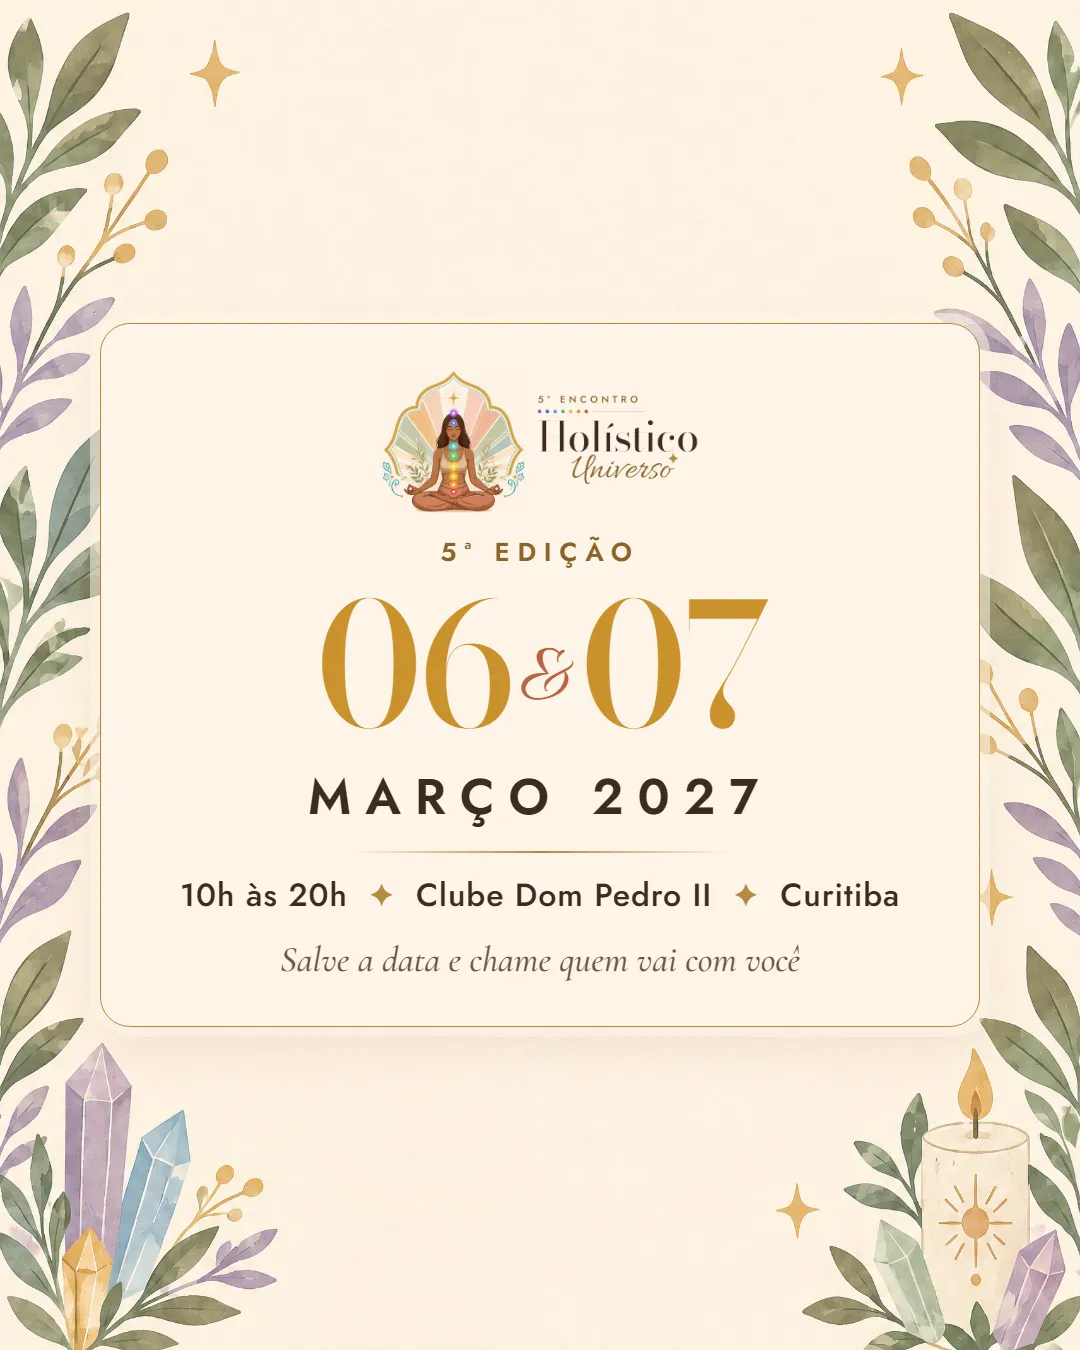 5º ENCONTRO
Holístico
Universo
5ª EDIÇÃO
06 & 07
MARÇO 2027
10h às 20h ✦ Clube Dom Pedro II ✦ Curitiba
Salve a data e chame quem vai com você